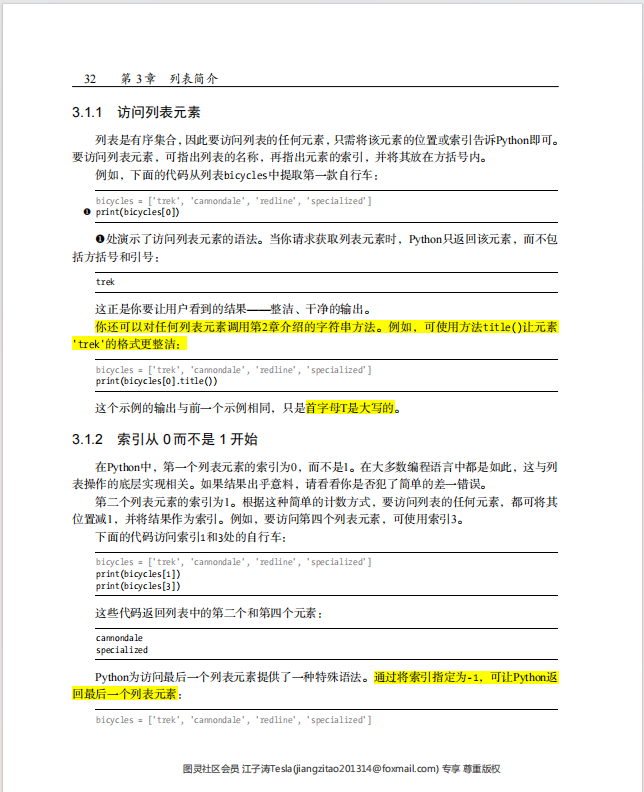 32 第 3 章 列表简介
3.1.1 访问列表元素
列表是有序集合，因此要访问列表的任何元素，只需将该元素的位置或索引告诉Python即可。
要访问列表元素，可指出列表的名称，再指出元素的索引，并将其放在方括号内。
例如，下面的代码从列表bicycles中提取第一款自行车：
bicycles = ['trek', 'cannondale', 'redline', 'specialized']
❶ print(bicycles[0])
❶处演示了访问列表元素的语法。当你请求获取列表元素时，Python只返回该元素，而不包
括方括号和引号：
trek
这正是你要让用户看到的结果——整洁、干净的输出。
你还可以对任何列表元素调用第2章介绍的字符串方法。例如，可使用方法title()让元素
'trek'的格式更整洁：
bicycles = ['trek', 'cannondale', 'redline', 'specialized']
print(bicycles[0].title())
这个示例的输出与前一个示例相同，只是首字母T是大写的。
3.1.2 索引从 0 而不是 1 开始
在Python中，第一个列表元素的索引为0，而不是1。在大多数编程语言中都是如此，这与列
表操作的底层实现相关。如果结果出乎意料，请看看你是否犯了简单的差一错误。
第二个列表元素的索引为1。根据这种简单的计数方式，要访问列表的任何元素，都可将其
位置减1，并将结果作为索引。例如，要访问第四个列表元素，可使用索引3。
下面的代码访问索引1和3处的自行车：
bicycles = ['trek', 'cannondale', 'redline', 'specialized']
print(bicycles[1])
print(bicycles[3])
这些代码返回列表中的第二个和第四个元素：
cannondale
specialized
Python为访问最后一个列表元素提供了一种特殊语法。通过将索引指定为-1，可让Python返
回最后一个列表元素：
bicycles = ['trek', 'cannondale', 'redline', 'specialized']
图灵社区会员 江子涛Tesla(jiangzitao201314@foxmail.com) 专享 尊重版权